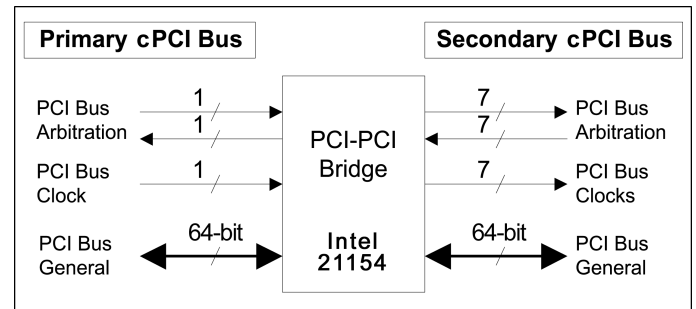 Primary cPCI Bus
Secondary cPCI Bus
PCI Bus
Arbitration
1
1
PCI-PCI
Bridge
7
7
PCI Bus
Arbitration
PCI Bus
Clock
1
7
PCI Bus
Clocks
PCI Bus
General
64-bit
Intel
21154
64-bit
PCI Bus
General